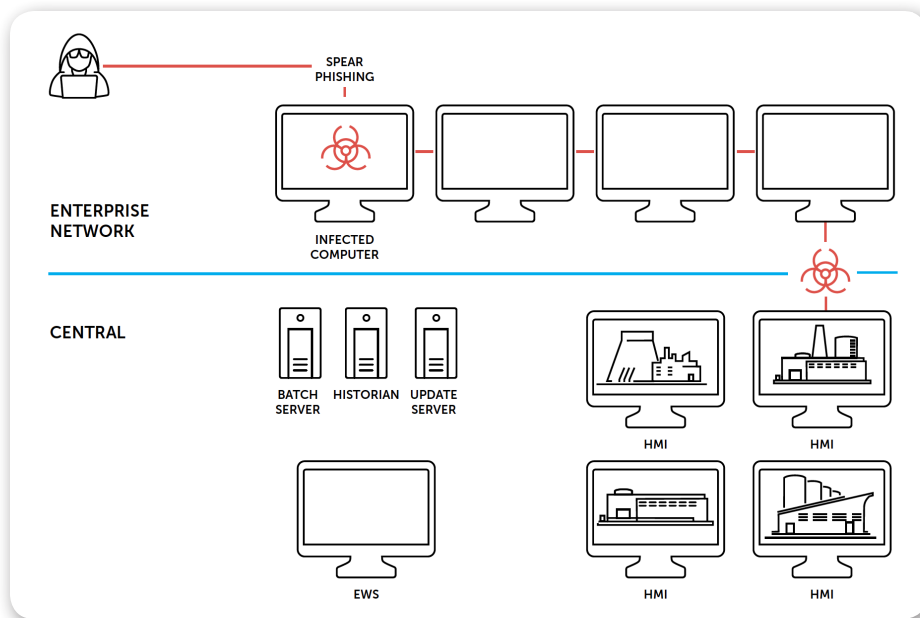 SPEAR
PHISHING
ENTERPRISE
NETWORK
INFECTED
COMPUTER
CENTRAL
BATCH
SERVER
HISTORIAN
UPDATE
SERVER
HMI
HMI
EWS
HMI
HMI